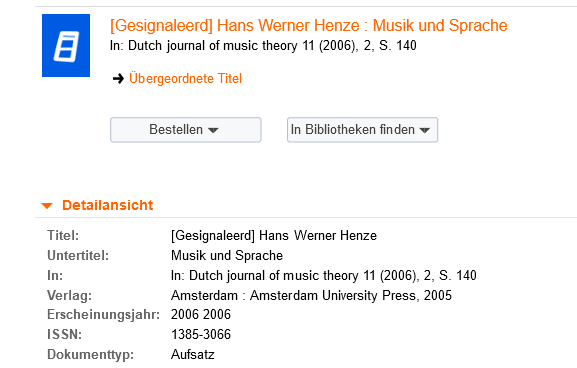 [Gesignaleerd] Hans Werner Henze : Musik und Sprache
In: Dutch journal of music theory 11 (2006), 2, S. 140
Übergeordnete Titel
Bestellen
In Bibliotheken finden
Detailansicht
Titel: [Gesignaleerd] Hans Werner Henze
Untertitel: Musik und Sprache
In: In: Dutch journal of music theory 11 (2006), 2, S. 140
Verlag: Amsterdam : Amsterdam University Press, 2005
Erscheinungsjahr: 2006 2006
ISSN: 1385-3066
Dokumenttyp: Aufsatz